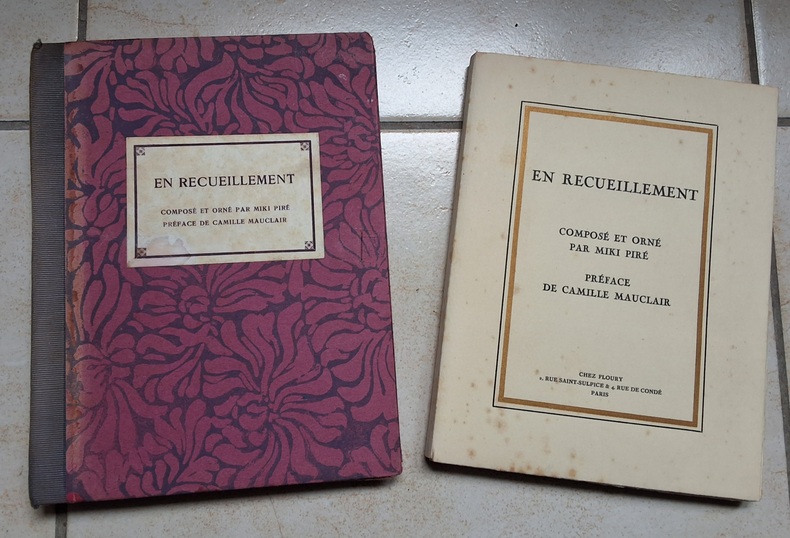 EN RECUEILLEMENT
COMPOSÉ ET ORNÉ PAR MIKI PIRÉ
PRÉFACE DE CAMILLE MAUCLAIR
EN RECUEILLEMENT
COMPOSÉ ET ORNÉ
PAR MIKI PIRÉ
PRÉFACE
DE CAMILLE MAUCLAIR
CHEZ FLOURY
2, RUE SAINT-SULPICE & 4 RUE DE CONDÉ
PARIS